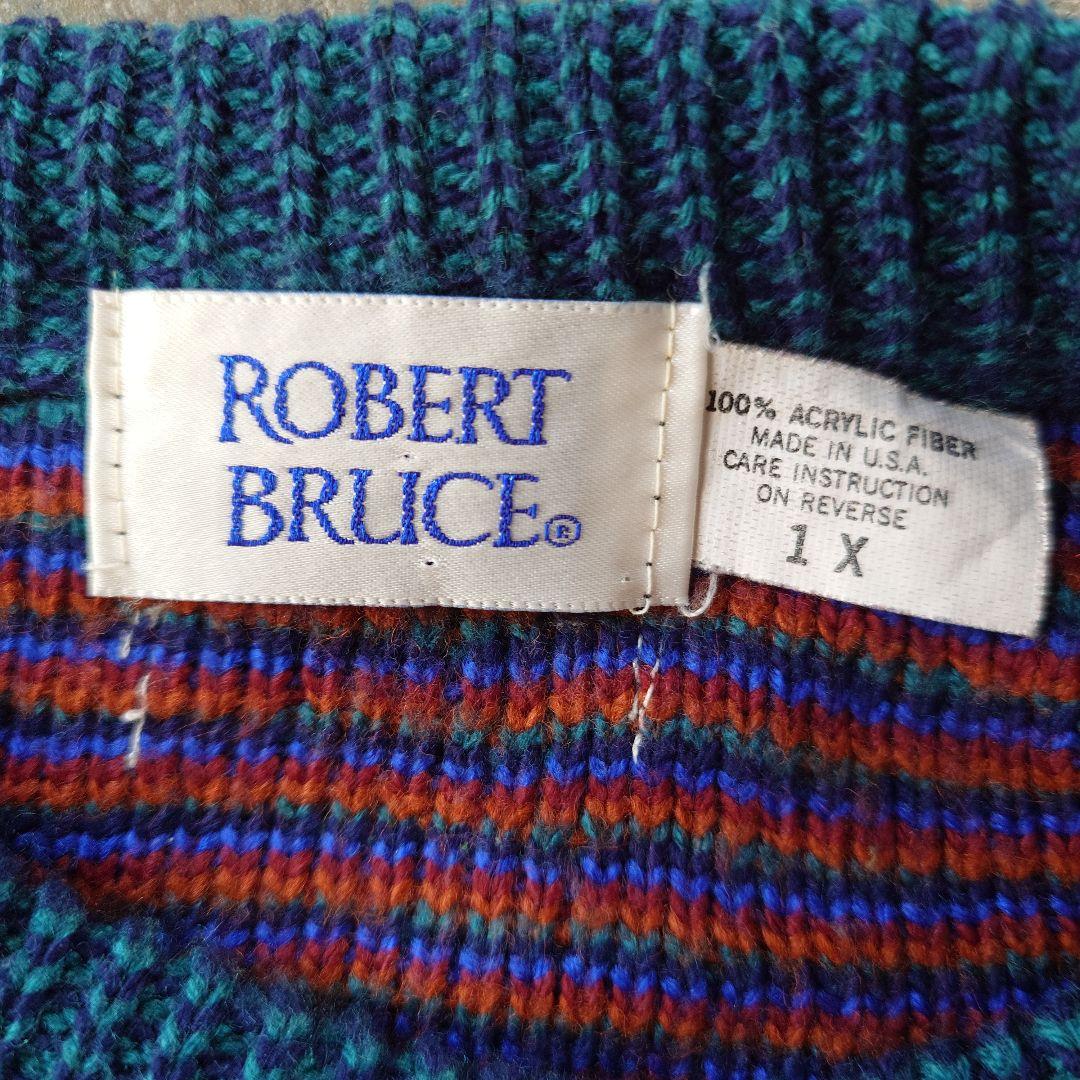 ROBERT
BRUCE®
100% ACRYLIC FIBER
MADE IN U.S.A.
CARE INSTRUCTION
ON REVERSE
1 X